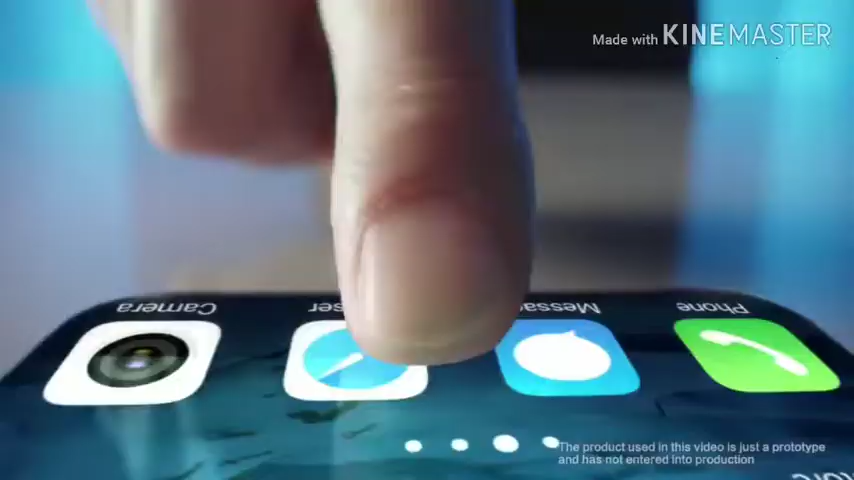 Made with KINEMASTER
Camera
Phone
The product used in this video is just a prototype
and has not entered into production